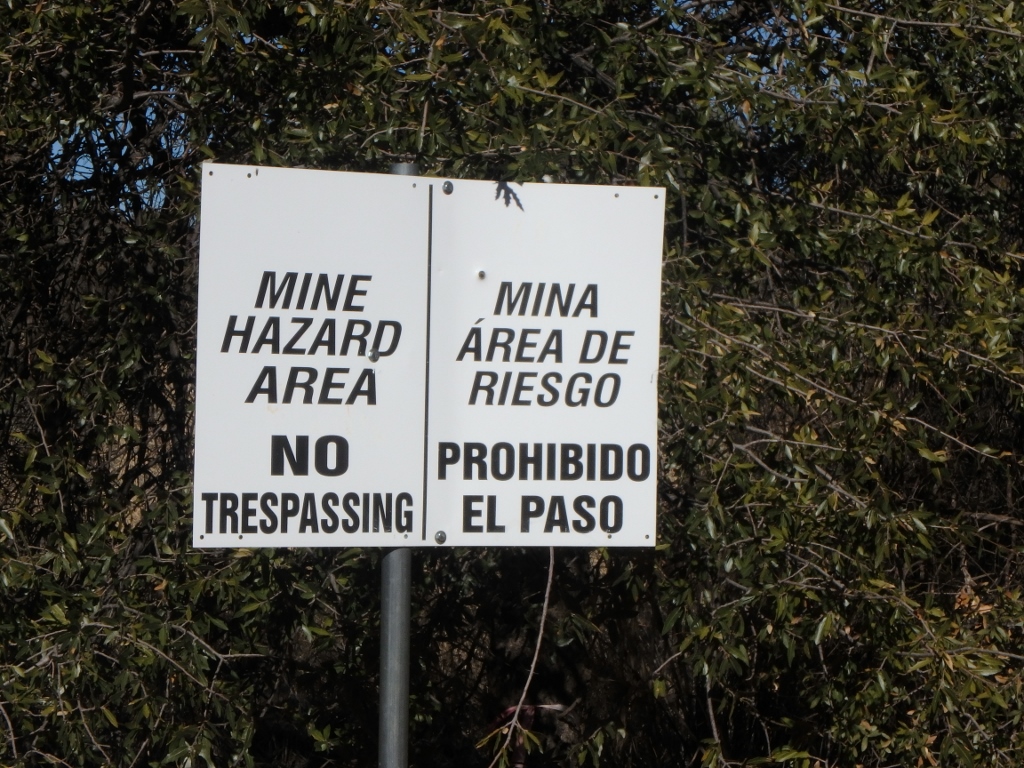 MINE
HAZARD
AREA
NO
TRESPASSING
MINA
ÁREA DE
RIESGO
PROHIBIDO
EL PASO